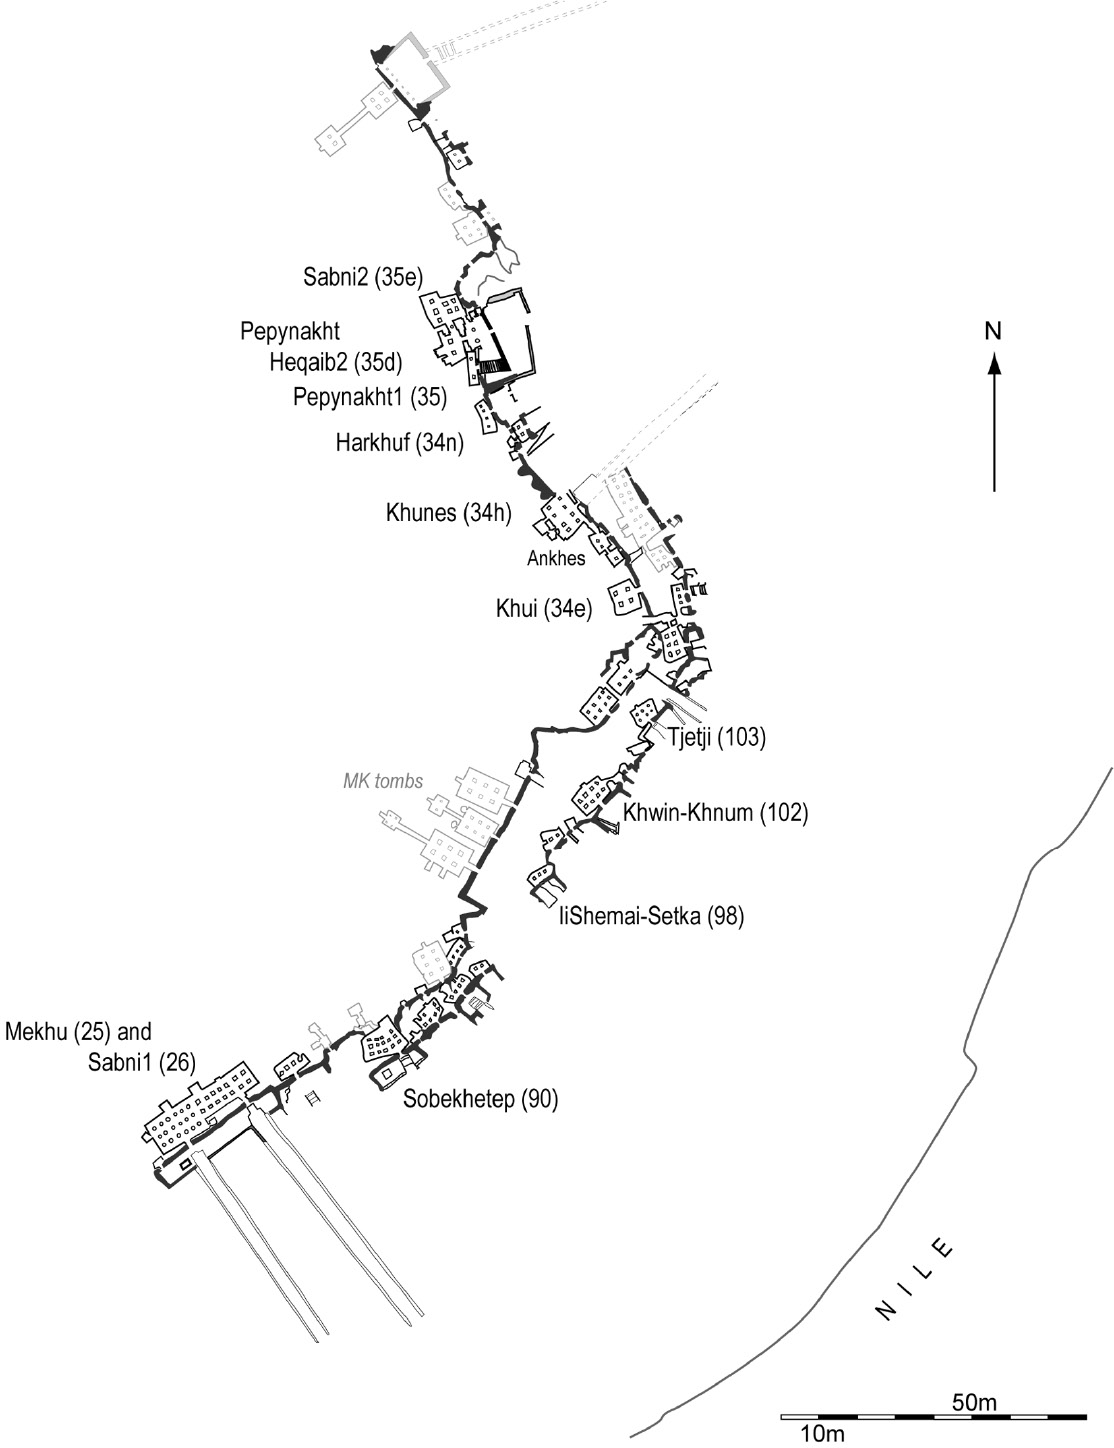 Sabni2 (35e)
Pepynakht
Heqaib2 (35d)
N
Pepynakht1 (35)
Harkhuf (34n)
Khunes (34h)
Ankhes
Khui (34e)
Tjetji (103)
MK tombs
Khwin-Khnum (102)
IiShemai-Setka (98)
Mekhu (25) and
Sabni1 (26)
Sobekhetep (90)
NILE
50m
10m